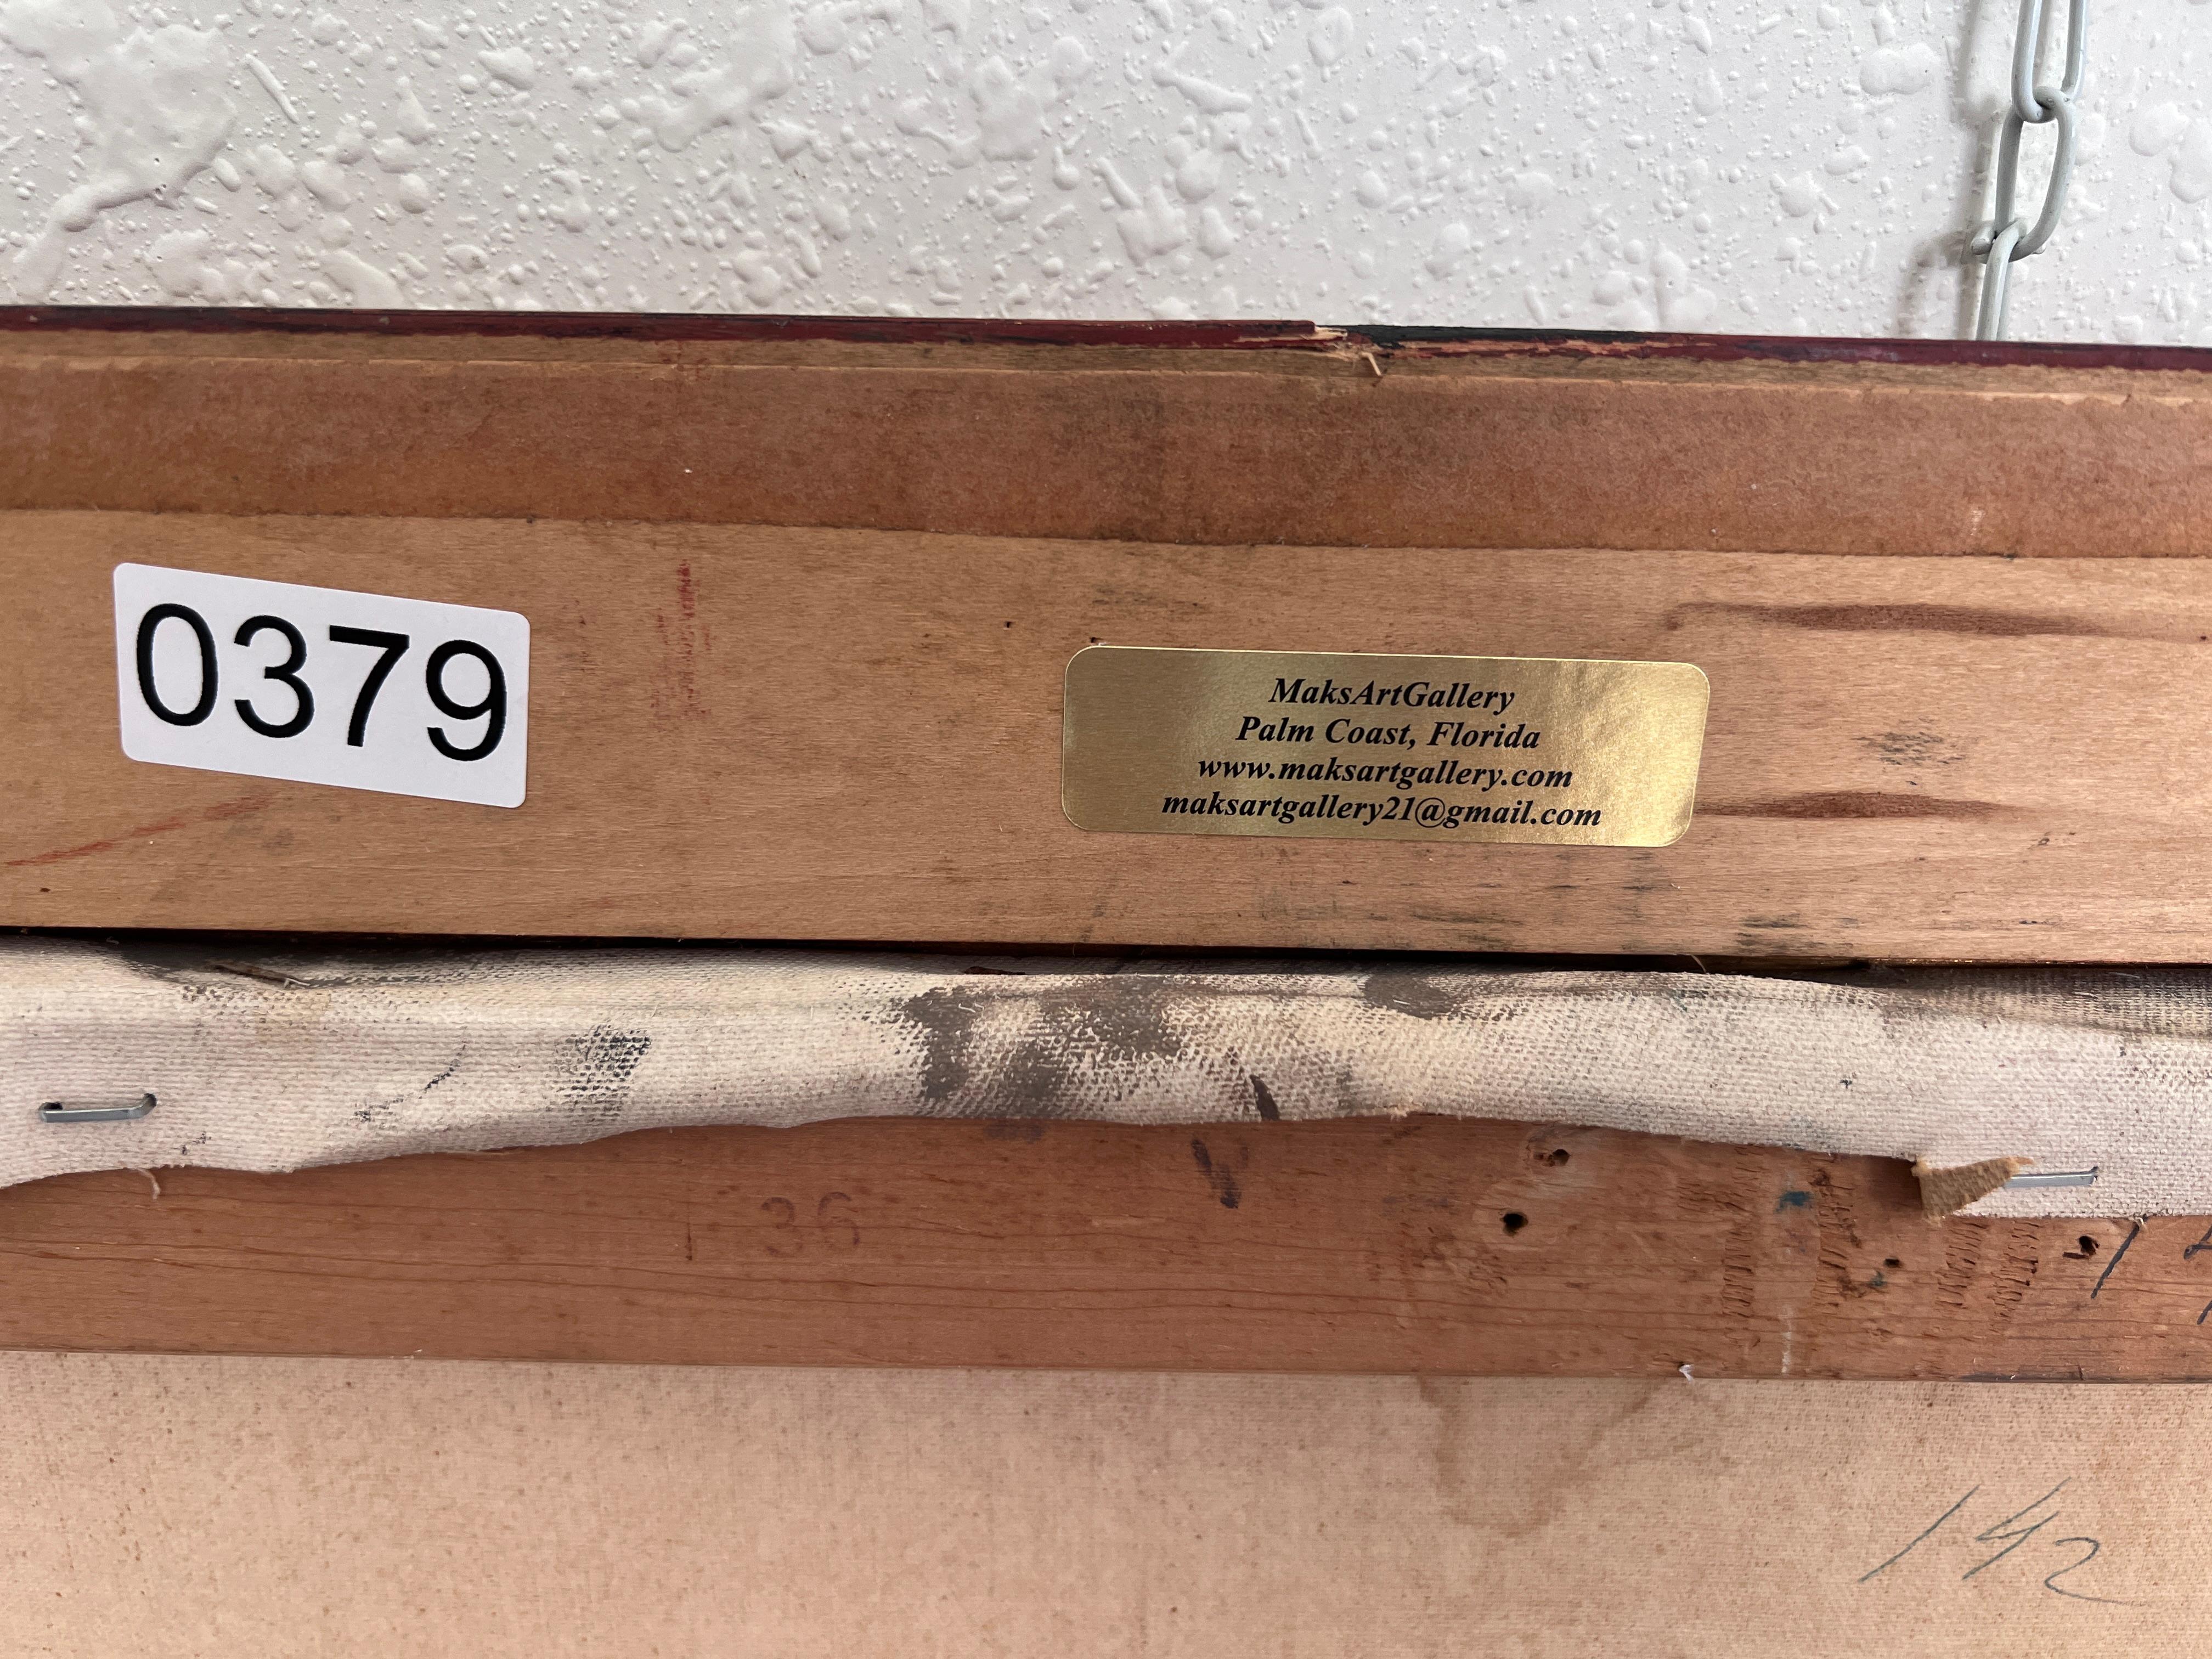 0379
MaksArtGallery
Palm Coast, Florida
www.maksartgallery.com
maksartgallery21@gmail.com
36
142